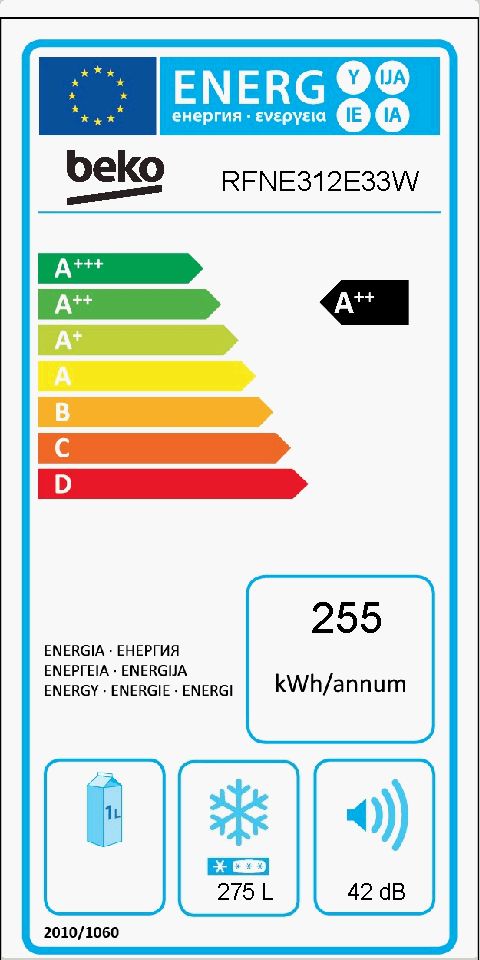 ENERG Y IJA IE IA
енергия · ενεργεια
beko
RFNE312E33W
A+++
A++
A++
A+
A
B
C
D
255
kWh/annum
ENERGIA · ЕНЕРГИЯ
ΕΝΕΡΓΕΙΑ · ENERGIJA
ENERGY · ENERGIE · ENERGI
1L
275 L
42 dB
2010/1060